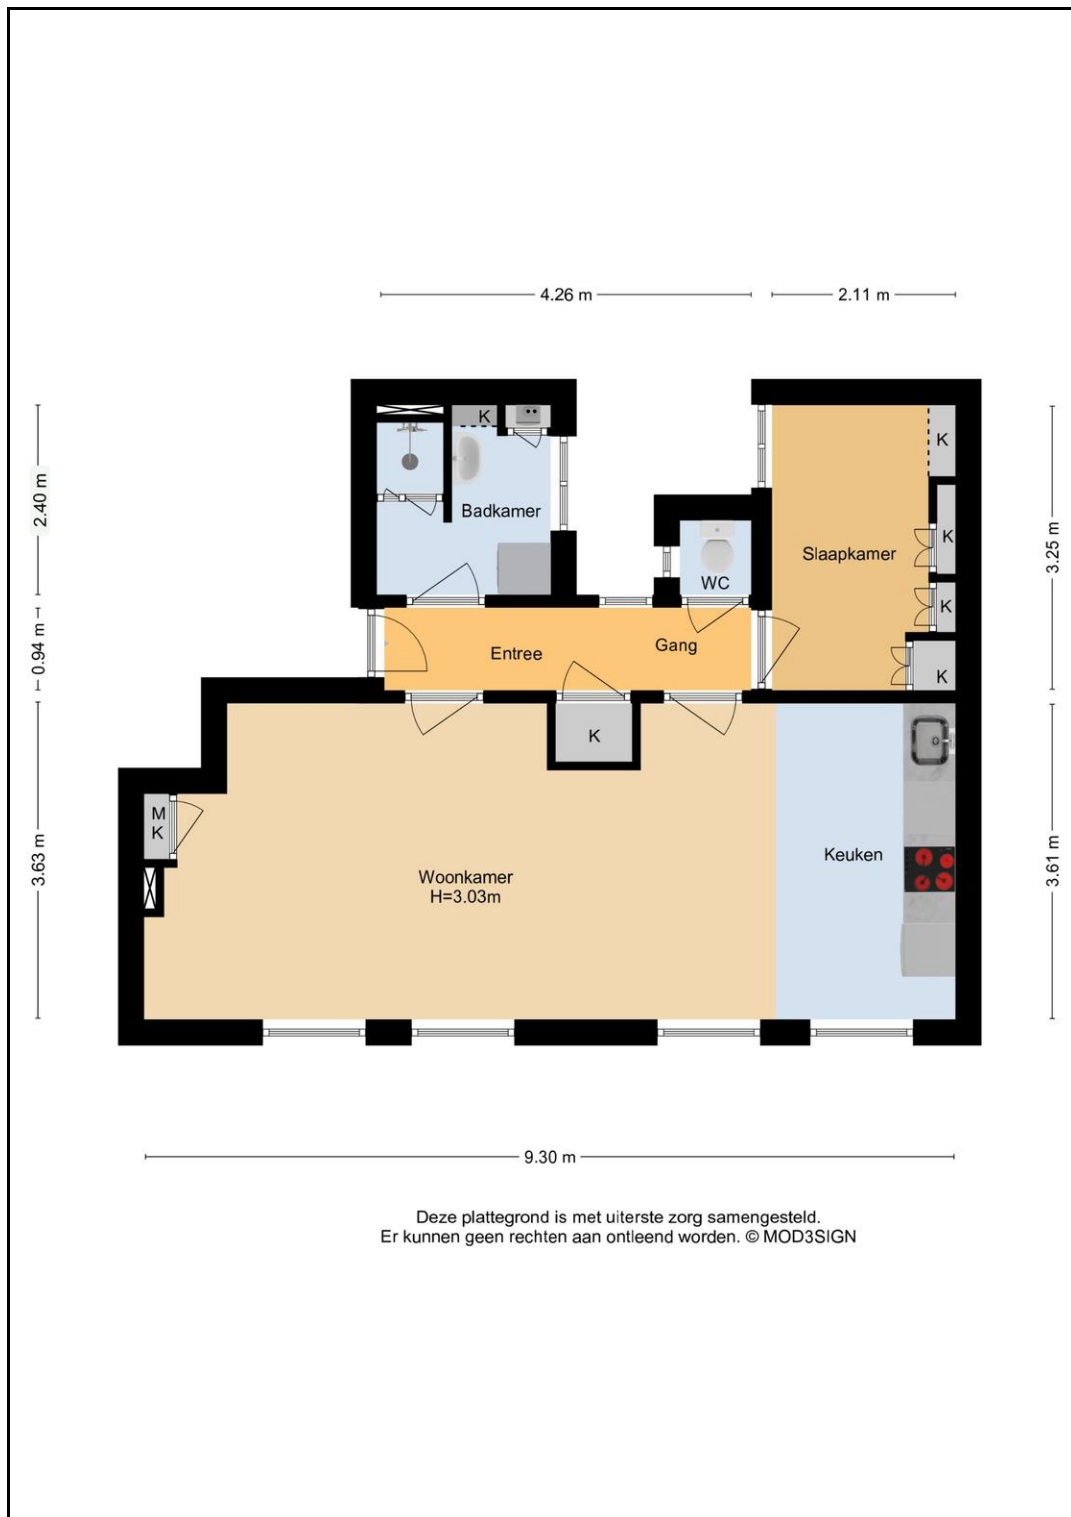 4.26 m
2.11 m
K
K
2.40 m
Badkamer
K
3.25 m
Slaapkamer
WC
K
0.94 m
Entree
Gang
K
K
M
K
3.63 m
Woonkamer
H=3.03m
Keuken
3.61 m
9.30 m
Deze plattegrond is met uiterste zorg samengesteld.
Er kunnen geen rechten aan ontleend worden. © MOD3SIGN